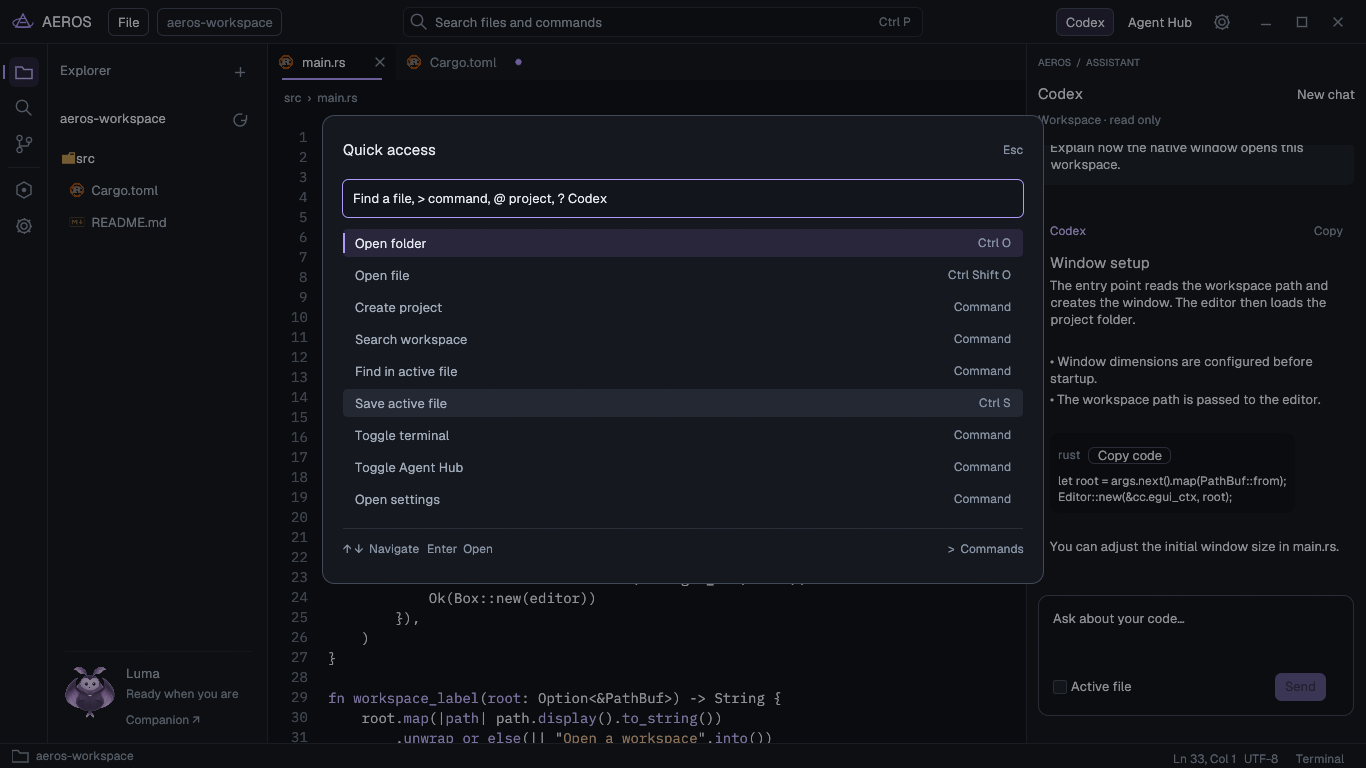 AEROS File aeros-workspace Search files and commands Ctrl P Codex Agent Hub
Explorer +
aeros-workspace
src
Cargo.toml
README.md
Luma
Ready when you are
Companion ↗
main.rs Cargo.toml
src › main.rs
1
2
3
4
5
6
7
8
9
10
11
12
13
14
15
16
17
18
19
20
21
22
23
24 Ok(Box::new(editor))
25 }),
26 )
27 }
28
29 fn workspace_label(root: Option<&PathBuf>) -> String {
30 root.map(|path| path.display().to_string())
31 .unwrap_or_else(|| "Open a workspace".into())
Quick access Esc
Find a file, > command, @ project, ? Codex
Open folder Ctrl O
Open file Ctrl Shift O
Create project Command
Search workspace Command
Find in active file Command
Save active file Ctrl S
Toggle terminal Command
Toggle Agent Hub Command
Open settings Command
↑↓ Navigate Enter Open > Commands
AEROS / ASSISTANT
Codex New chat
Workspace · read only
Explain how the native window opens this
workspace.
Codex Copy
Window setup
The entry point reads the workspace path and
creates the window. The editor then loads the
project folder.
• Window dimensions are configured before
startup.
• The workspace path is passed to the editor.
rust Copy code
let root = args.next().map(PathBuf::from);
Editor::new(&cc.egui_ctx, root);
You can adjust the initial window size in main.rs.
Ask about your code…
Active file Send
aeros-workspace Ln 33, Col 1 UTF-8 Terminal